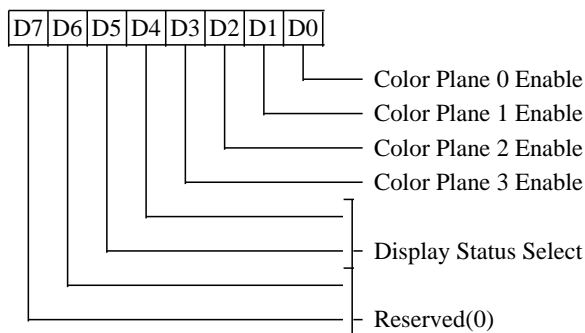 D7 D6 D5 D4 D3 D2 D1 D0
Color Plane 0 Enable
Color Plane 1 Enable
Color Plane 2 Enable
Color Plane 3 Enable
Display Status Select
Reserved(0)